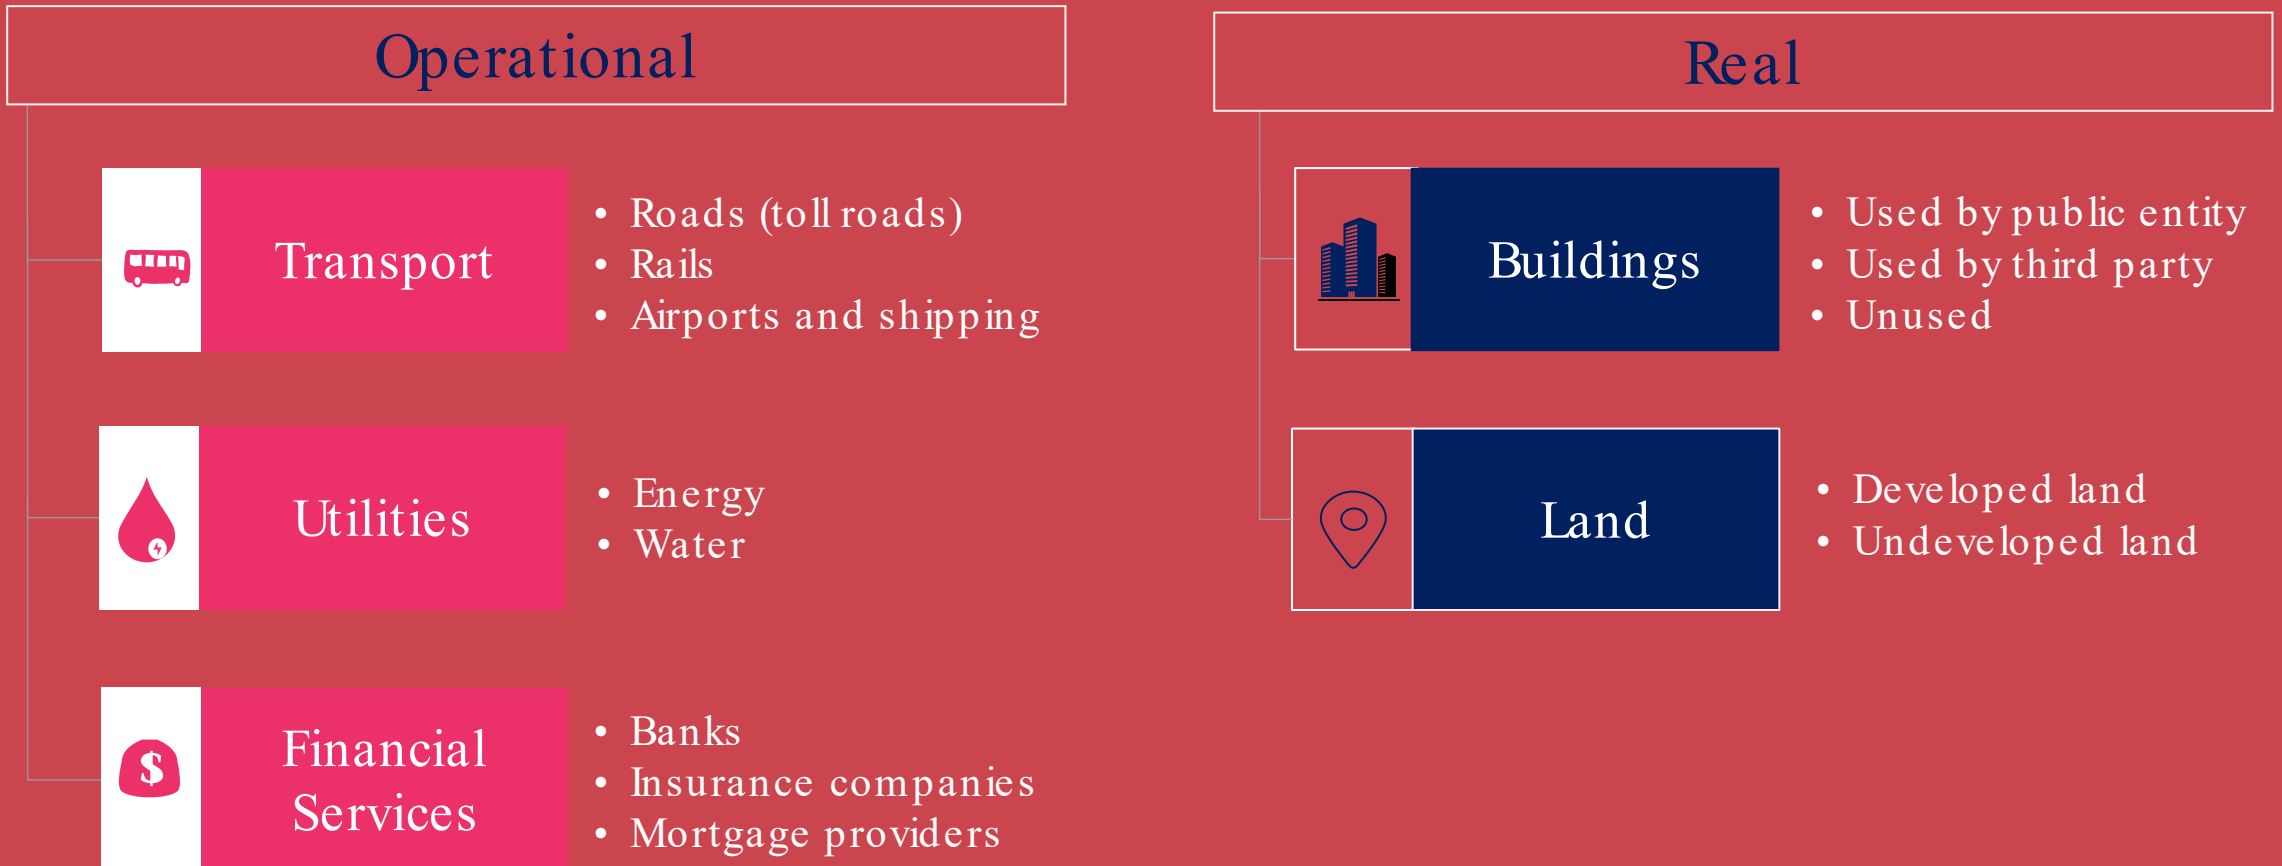 Operational
Transport
• Roads (toll roads)
• Rails
• Airports and shipping
Utilities
• Energy
• Water
$
Financial
Services
• Banks
• Insurance companies
• Mortgage providers
Real
Buildings
• Used by public entity
• Used by third party
• Unused
Land
• Developed land
• Undeveloped land